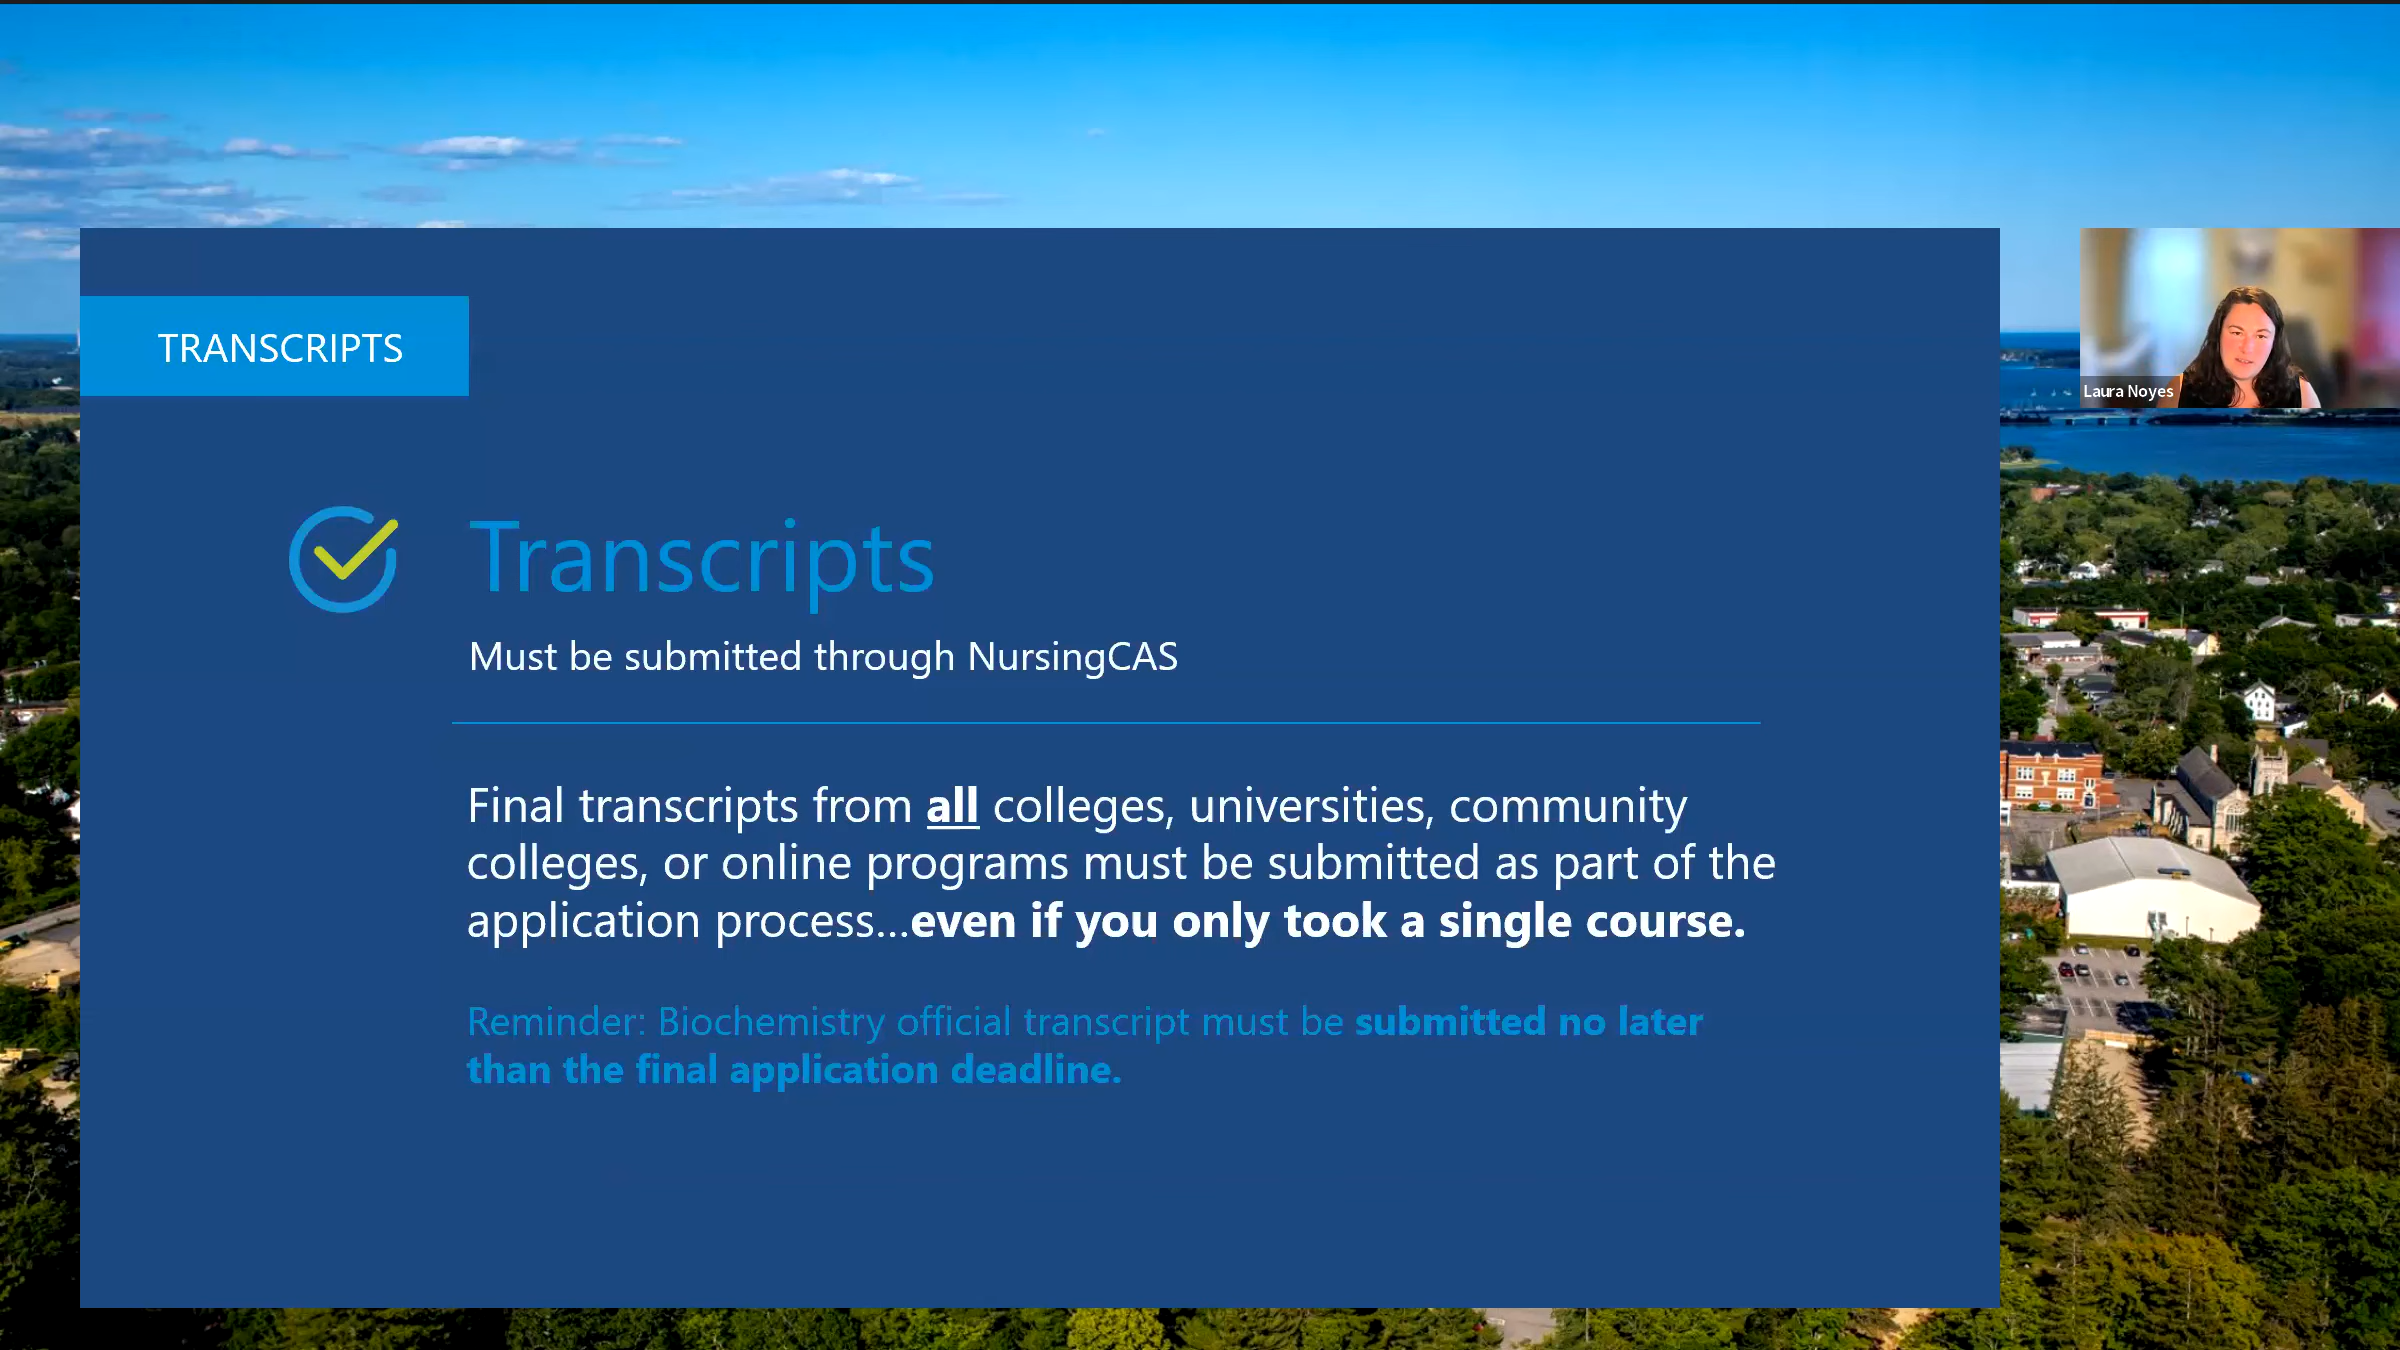 TRANSCRIPTS
Laura Noyes
Transcripts
Must be submitted through NursingCAS
Final transcripts from all colleges, universities, community
colleges, or online programs must be submitted as part of the
application process...even if you only took a single course.
Reminder: Biochemistry official transcript must be submitted no later
than the final application deadline.